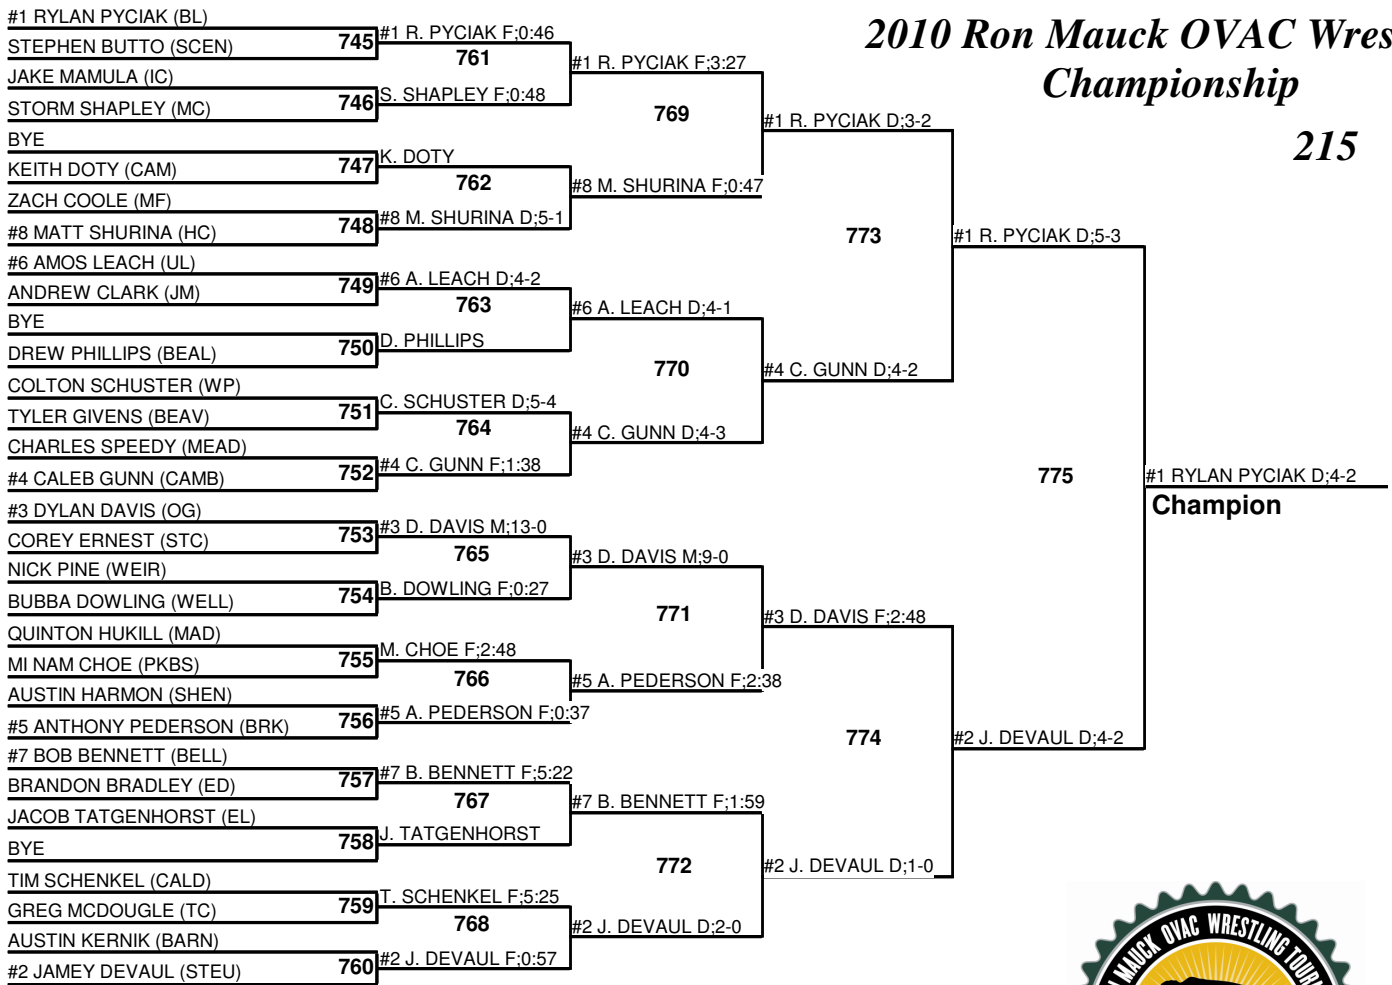 2010 Ron Mauck OVAC Wres
Championship
215
#1 RYLAN PYCIAK (BL)
STEPHEN BUTTO (SCEN)
JAKE MAMULA (IC)
STORM SHAPLEY (MC)
BYE
KEITH DOTY (CAM)
ZACH COOLE (MF)
#8 MATT SHURINA (HC)
#6 AMOS LEACH (UL)
ANDREW CLARK (JM)
BYE
DREW PHILLIPS (BEAL)
COLTON SCHUSTER (WP)
TYLER GIVENS (BEAV)
CHARLES SPEEDY (MEAD)
#4 CALEB GUNN (CAMB)
#3 DYLAN DAVIS (OG)
COREY ERNEST (STC)
NICK PINE (WEIR)
BUBBA DOWLING (WELL)
QUINTON HUKILL (MAD)
MI NAM CHOE (PKBS)
AUSTIN HARMON (SHEN)
#5 ANTHONY PEDERSON (BRK)
#7 BOB BENNETT (BELL)
BRANDON BRADLEY (ED)
JACOB TATGENHORST (EL)
BYE
TIM SCHENKEL (CALD)
GREG MCDOUGLE (TC)
AUSTIN KERNIK (BARN)
#2 JAMEY DEVAUL (STEU)
745
746
747
748
749
750
751
752
753
754
755
756
757
758
759
760
#1 R. PYCIAK F;0:46
761
S. SHAPLEY F;0:48
K. DOTY
762
#8 M. SHURINA D;5-1
#6 A. LEACH D;4-2
763
D. PHILLIPS
C. SCHUSTER D;5-4
764
#4 C. GUNN F;1:38
#3 D. DAVIS M;13-0
765
B. DOWLING F;0:27
M. CHOE F;2:48
766
#5 A. PEDERSON F;0:37
#7 B. BENNETT F;5:22
767
J. TATGENHORST
T. SCHENKEL F;5:25
768
#2 J. DEVAUL F;0:57
#1 R. PYCIAK F;3:27
769
#8 M. SHURINA F;0:47
#6 A. LEACH D;4-1
770
#4 C. GUNN D;4-3
#3 D. DAVIS M;9-0
771
#5 A. PEDERSON F;2:38
#7 B. BENNETT F;1:59
772
#2 J. DEVAUL D;2-0
#1 R. PYCIAK D;3-2
773
#4 C. GUNN D;4-2
#3 D. DAVIS F;2:48
774
#2 J. DEVAUL D;1-0
#1 R. PYCIAK D;5-3
775
#2 J. DEVAUL D;4-2
#1 RYLAN PYCIAK D;4-2
Champion
MAUCK OVAC WRESTLING TOUR